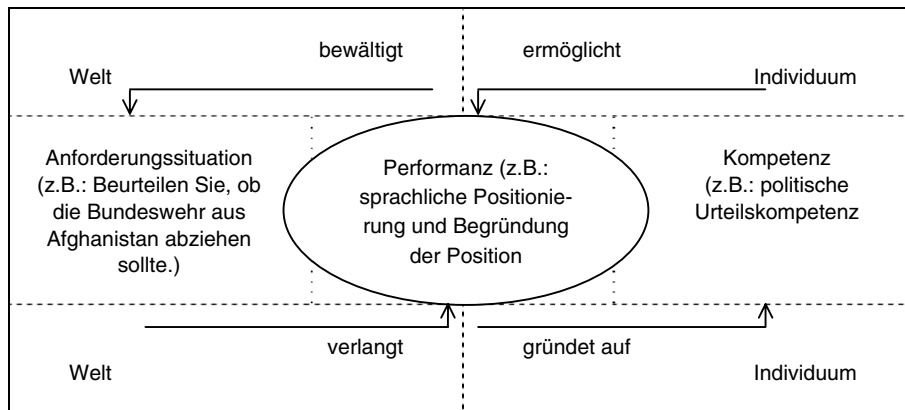 bewältigt
ermöglicht
Welt
Individuum
Anforderungssituation
(z.B.: Beurteilen Sie, ob
die Bundeswehr aus
Afghanistan abziehen
sollte.)
Performanz (z.B.:
sprachliche Positionie-
rung und Begründung
der Position
Kompetenz
(z.B.: politische
Urteilskompetenz
verlangt
gründet auf
Welt
Individuum